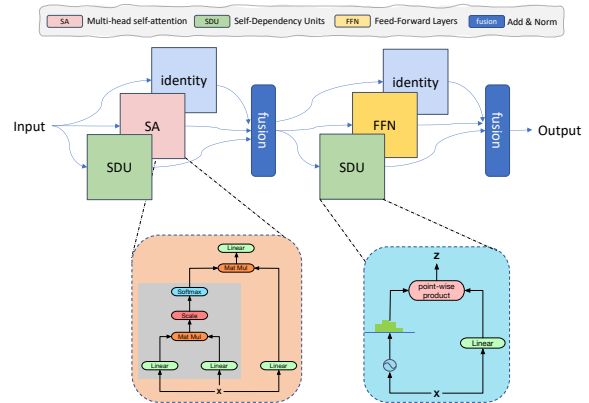 SA Multi-head self-attention SDU Self-Dependency Units FFN Feed-Forward Layers fusion Add & Norm
identity
identity
Input
SA
SDU
fusion
FFN
SDU
fusion
Output
Linear
Mat Mul
Softmax
Scale
Mat Mul
Linear
Linear
Linear
x
z
point-wise
product
Linear
x